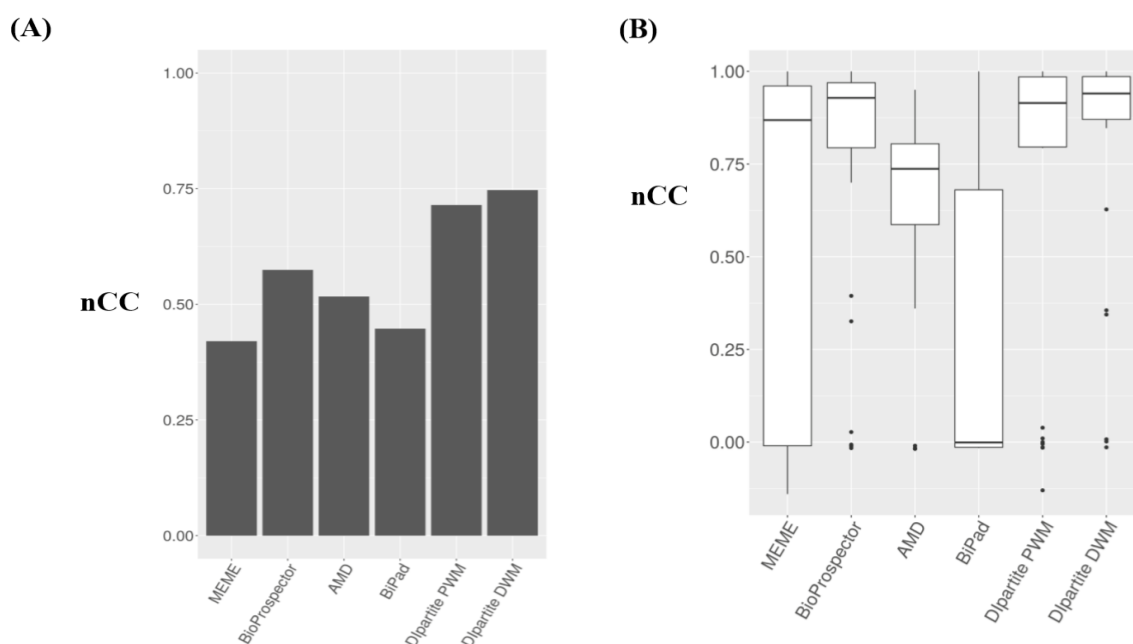 (A)
1.00
0.75
0.50
0.25
0.00
nCC
MEME
BioProspector
AMD
BiPad
DIpartite PWM
DIpartite DWM
(B)
1.00
0.75
0.50
0.25
0.00
nCC
MEME
BioProspector
AMD
BiPad
DIpartite PWM
DIpartite DWM